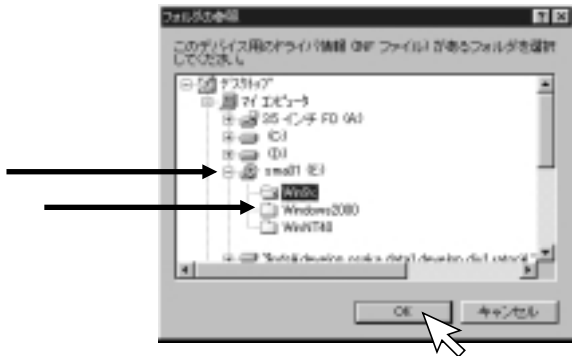 フォルダの参照
このデバイス用のドライバ情報 (INF ファイル) があるフォルダを選択
してください。
デスクトップ
マイ コンピュータ
3.5 インチ FD (A:)
(C:)
(D:)
(E:)
Win9x
Windows2000
WinNT40
OK
キャンセル